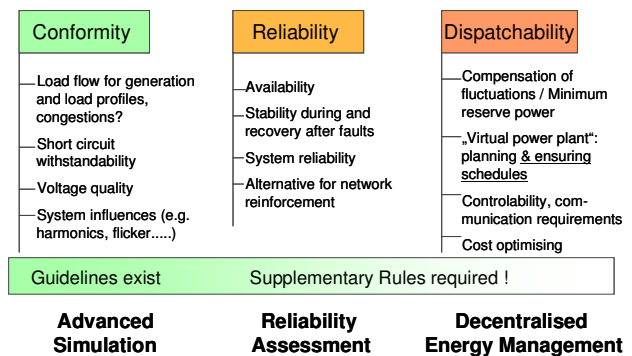 Conformity
Load flow for generation
and load profiles,
congestions?
Short circuit
withstandability
Voltage quality
System influences (e.g.
harmonics, flicker.....)
Reliability
Availability
Stability during and
recovery after faults
System reliability
Alternative for network
reinforcement
Dispatchability
Compensation of
fluctuations / Minimum
reserve power
„Virtual power plant“:
planning & ensuring
schedules
Controlability, com-
munication requirements
Cost optimising
Guidelines exist
Supplementary Rules required !
Advanced
Simulation
Reliability
Assessment
Decentralised
Energy Management